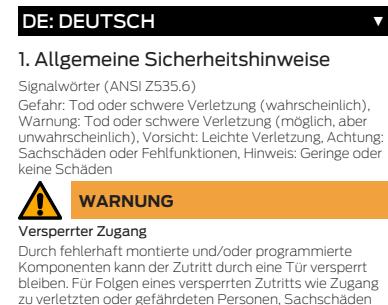 DE: DEUTSCH ▼
1. Allgemeine Sicherheitshinweise
Signalwörter (ANSI Z535.6)
Gefahr: Tod oder schwere Verletzung (wahrscheinlich),
Warnung: Tod oder schwere Verletzung (möglich, aber
unwahrscheinlich), Vorsicht: Leichte Verletzung, Achtung:
Sachschäden oder Fehlfunktionen, Hinweis: Geringe oder
keine Schäden
WARNUNG
Versperrter Zugang
Durch fehlerhaft montierte und/oder programmierte
Komponenten kann der Zutritt durch eine Tür versperrt
bleiben. Für Folgen eines versperrten Zutritts wie Zugang
zu verletzten oder gefährdeten Personen, Sachschäden